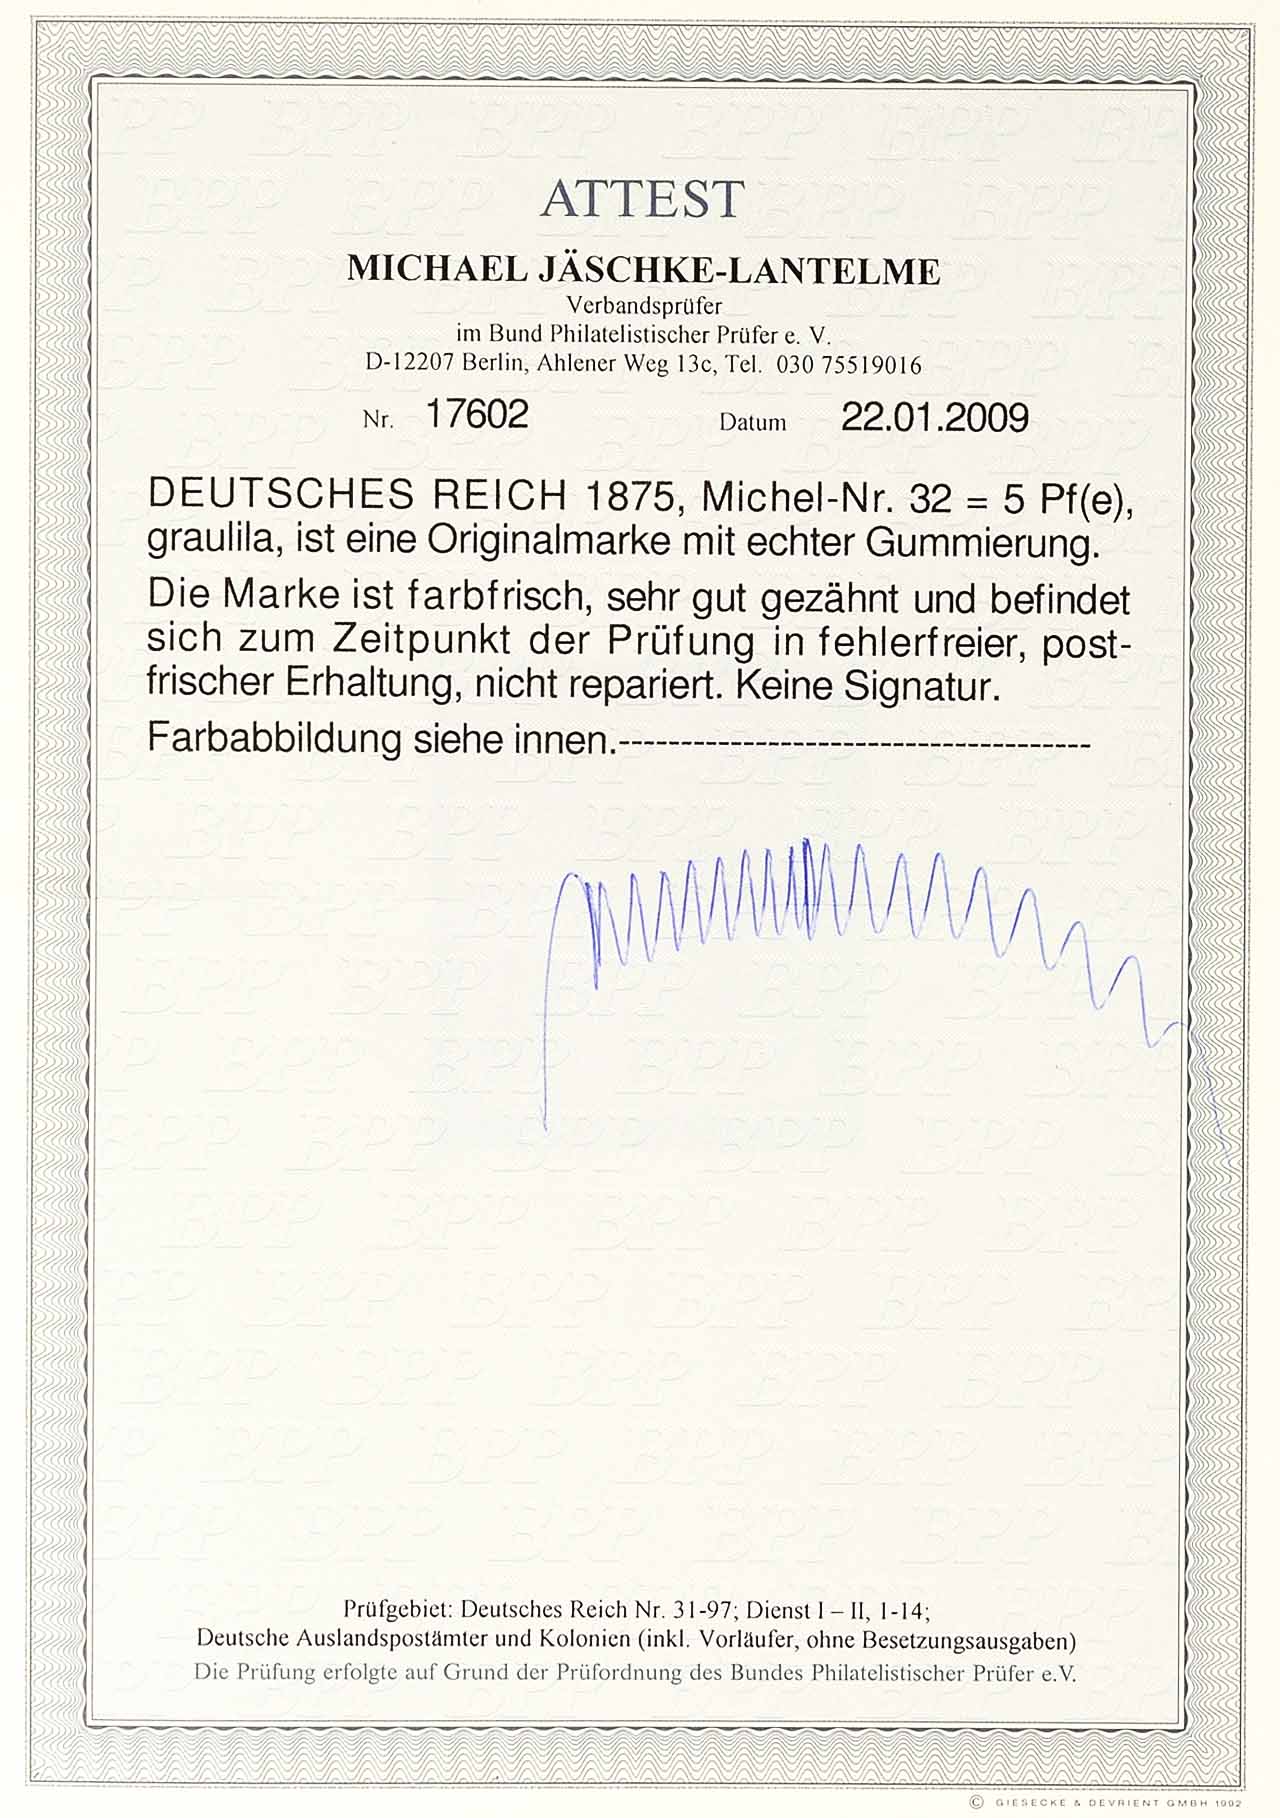 ATTEST
MICHAEL JÄSCHKE-LANTELME
Verbandsprüfer
im Bund Philatelistischer Prüfer e. V.
D-12207 Berlin, Ahlener Weg 13c, Tel. 030 75519016
Nr. 17602 Datum 22.01.2009
DEUTSCHES REICH 1875, Michel-Nr. 32 = 5 Pf(e),
graulila, ist eine Originalmarke mit echter Gummierung.
Die Marke ist farbfrisch, sehr gut gezähnt und befindet
sich zum Zeitpunkt der Prüfung in fehlerfreier, post-
frischer Erhaltung, nicht repariert. Keine Signatur.
Farbabbildung siehe innen.--------------------------------------
Prüfgebiet: Deutsches Reich Nr. 31-97; Dienst I – II, 1-14;
Deutsche Auslandspostämter und Kolonien (inkl. Vorläufer, ohne Besetzungsausgaben)
Die Prüfung erfolgte auf Grund der Prüfordnung des Bundes Philatelistischer Prüfer e.V.
© GIESECKE & DEVRIENT GMBH 1992